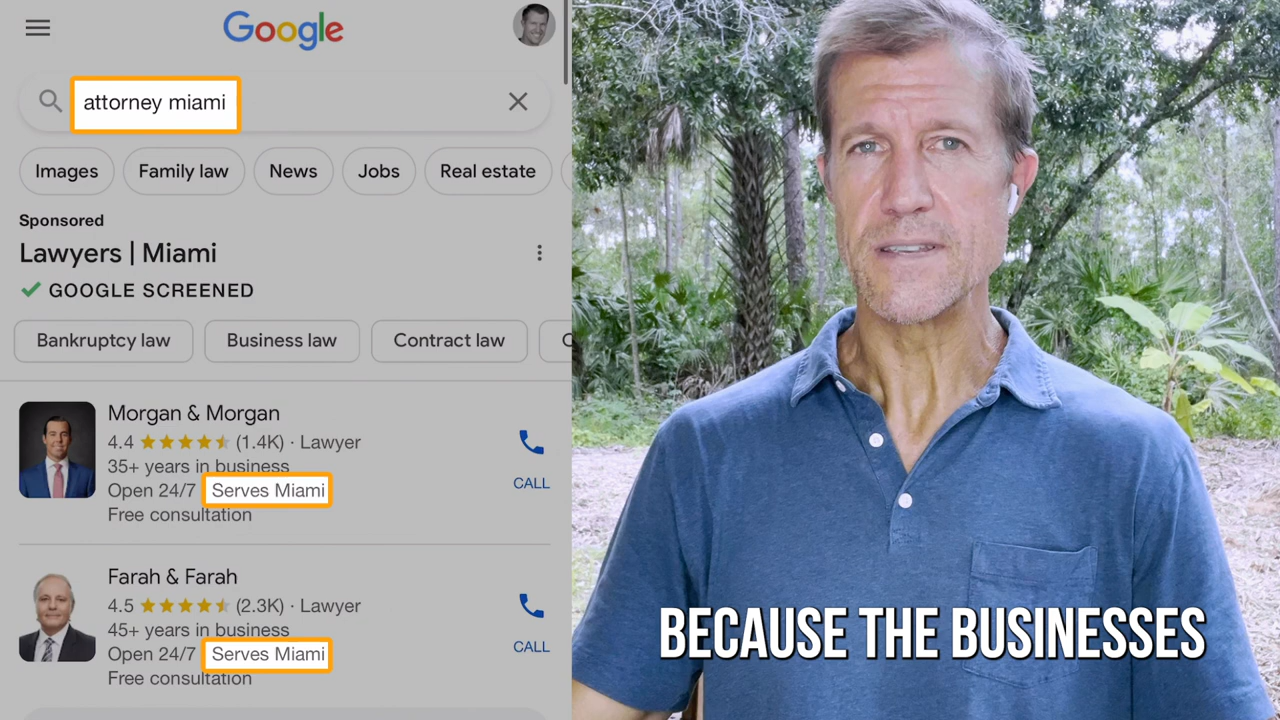 Google
attorney miami
Images
Family law
News
Jobs
Real estate
Sponsored
Lawyers | Miami
GOOGLE SCREENED
Bankruptcy law
Business law
Contract law
C
Morgan & Morgan
4.4 (1.4K) · Lawyer
35+ years in business
Open 24/7 Serves Miami
Free consultation
CALL
Farah & Farah
4.5 (2.3K) · Lawyer
45+ years in business
Open 24/7 Serves Miami
Free consultation
CALL
BECAUSE THE BUSINESSES